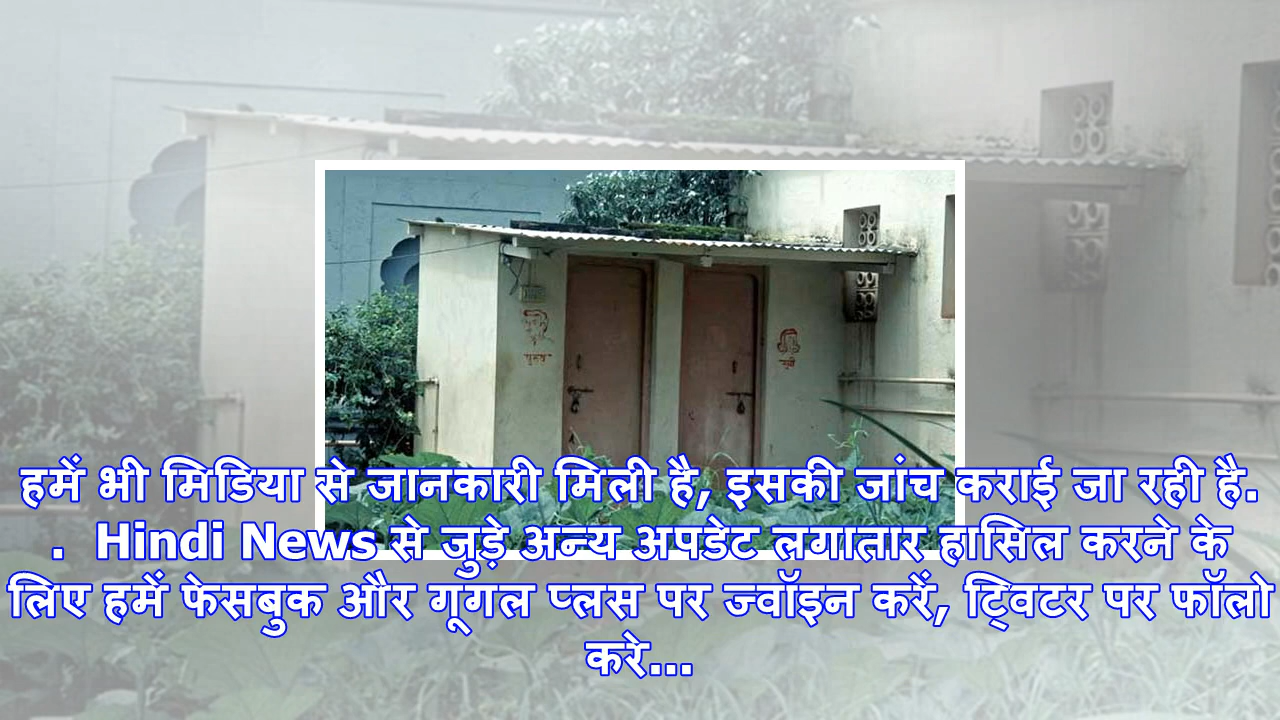 पुरुष
स्त्री
हमें भी मिडिया से जानकारी मिली है, इसकी जांच कराई जा रही है.
. Hindi News से जुड़े अन्य अपडेट लगातार हासिल करने के
लिए हमें फेसबुक और गूगल प्लस पर ज्वॉइन करें, ट्विटर पर फॉलो
करे...